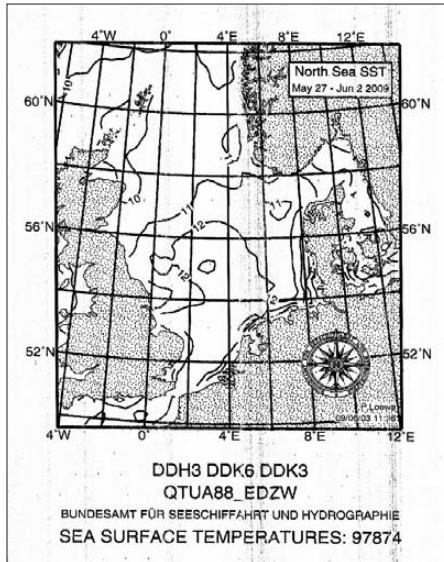 4°W 0° 4°E 8°E 12°E
North Sea SST
May 27 - Jun 2 2009
60°N 60°N
10
10
11
11
12
56°N 56°N
12
12
52°N 52°N
4°W 0° 4°E 8°E 12°E
DDH3 DDK6 DDK3
QTUA88_EDZW
BUNDESAMT FÜR SEESCHIFFAHRT UND HYDROGRAPHIE
SEA SURFACE TEMPERATURES: 97874